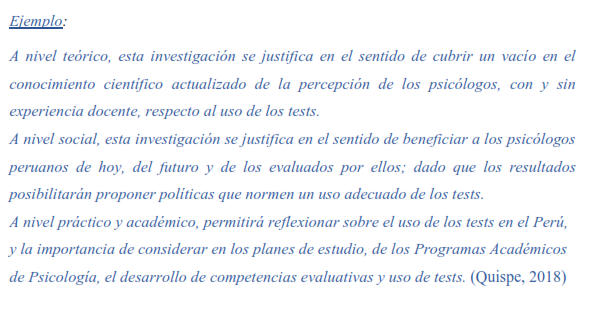 Ejemplo:
A nivel teórico, esta investigación se justifica en el sentido de cubrir un vacío en el
conocimiento científico actualizado de la percepción de los psicólogos, con y sin
experiencia docente, respecto al uso de los tests.
A nivel social, esta investigación se justifica en el sentido de beneficiar a los psicólogos
peruanos de hoy, del futuro y de los evaluados por ellos; dado que los resultados
posibilitarán proponer políticas que normen un uso adecuado de los tests.
A nivel práctico y académico, permitirá reflexionar sobre el uso de los tests en el Perú,
y la importancia de considerar en los planes de estudio, de los Programas Académicos
de Psicología, el desarrollo de competencias evaluativas y uso de tests. (Quispe, 2018)